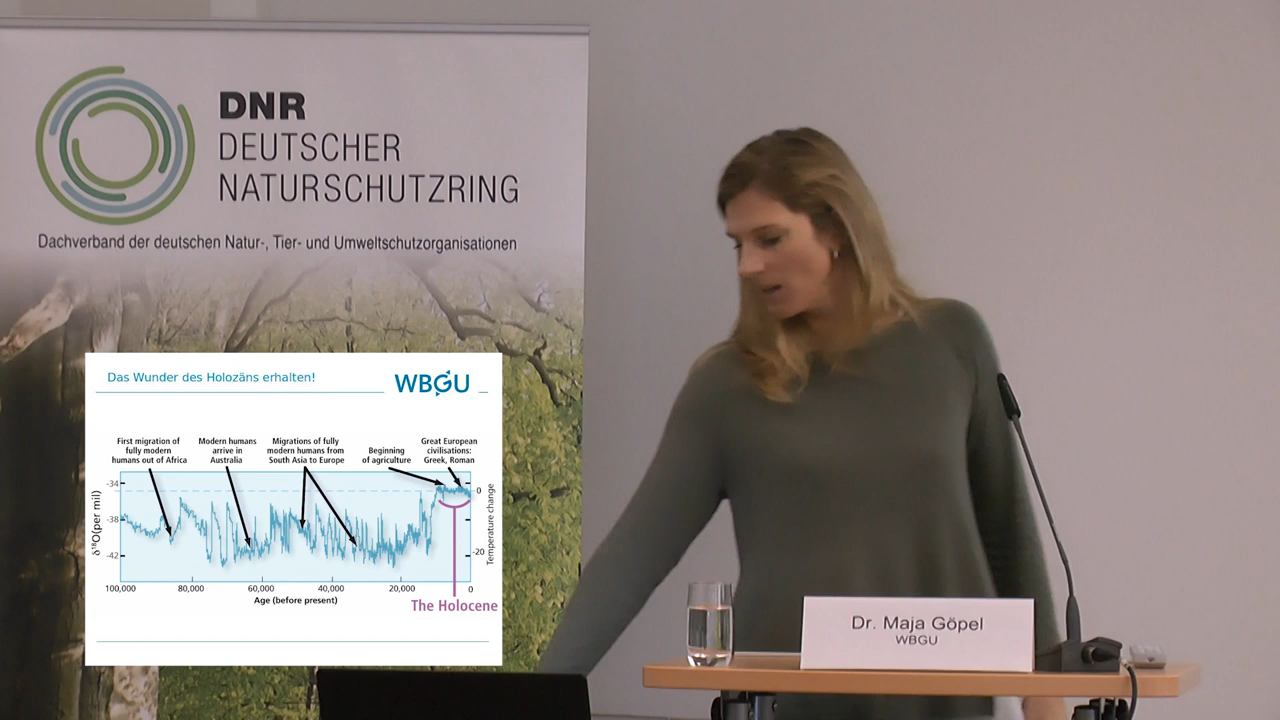 DNR
DEUTSCHER
NATURSCHUTZRING
Dachverband der deutschen Natur-, Tier- und Umweltschutzorganisationen
Das Wunder des Holozäns erhalten!
WBGU
First migration of
fully modern
humans out of Africa
Modern humans
arrive in
Australia
Migrations of fully
modern humans from
South Asia to Europe
Beginning
of agriculture
Great European
civilisations:
Greek, Roman
δ¹⁸O(per mil)
-34
-38
-42
0
-20
Temperature change
100,000
80,000
60,000
40,000
20,000
0
Age (before present)
The Holocene
Dr. Maja Göpel
WBGU